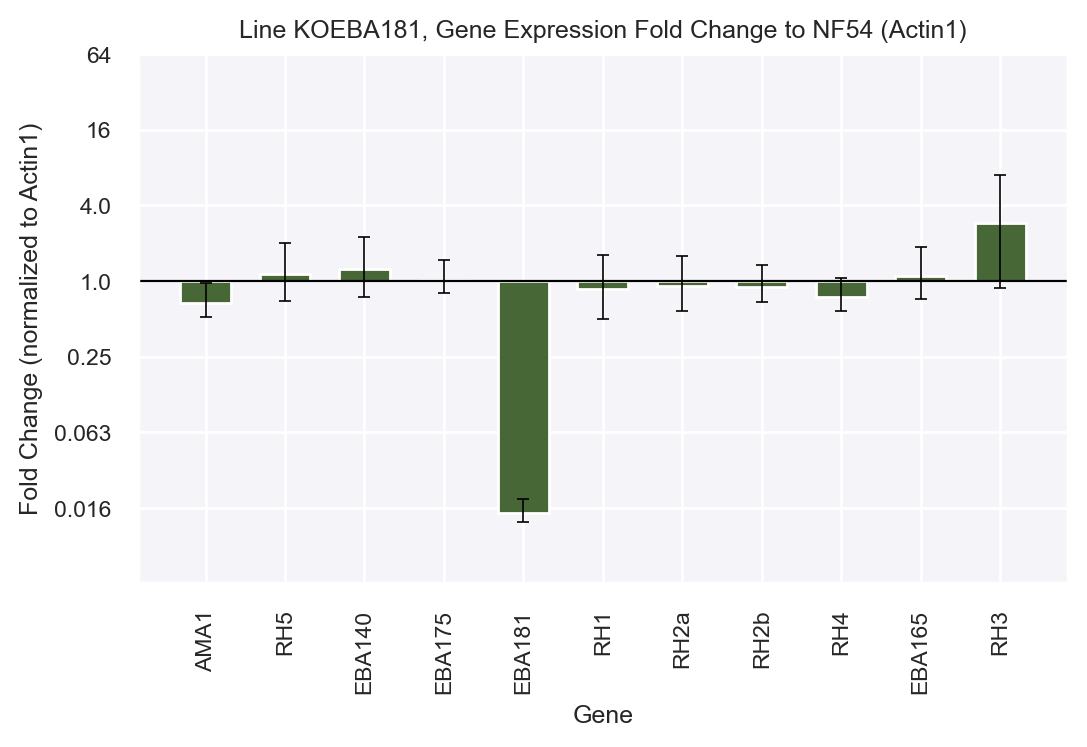 Line KOEBA181, Gene Expression Fold Change to NF54 (Actin1)
Fold Change (normalized to Actin1)
64
16
4.0
1.0
0.25
0.063
0.016
AMA1
RH5
EBA140
EBA175
EBA181
RH1
RH2a
RH2b
RH4
EBA165
RH3
Gene